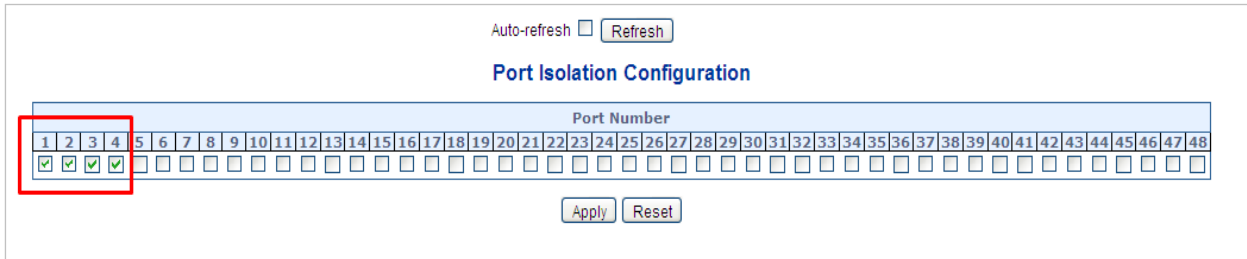 Auto-refresh Refresh
Port Isolation Configuration
Port Number
1 2 3 4 5 6 7 8 9 10 11 12 13 14 15 16 17 18 19 20 21 22 23 24 25 26 27 28 29 30 31 32 33 34 35 36 37 38 39 40 41 42 43 44 45 46 47 48
Apply Reset